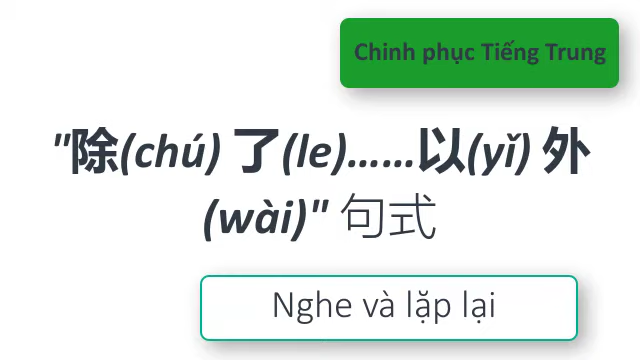 Chinh phục Tiếng Trung
"除(chú) 了(le)……以(yǐ) 外
(wài)" 句式
Nghe và lặp lại